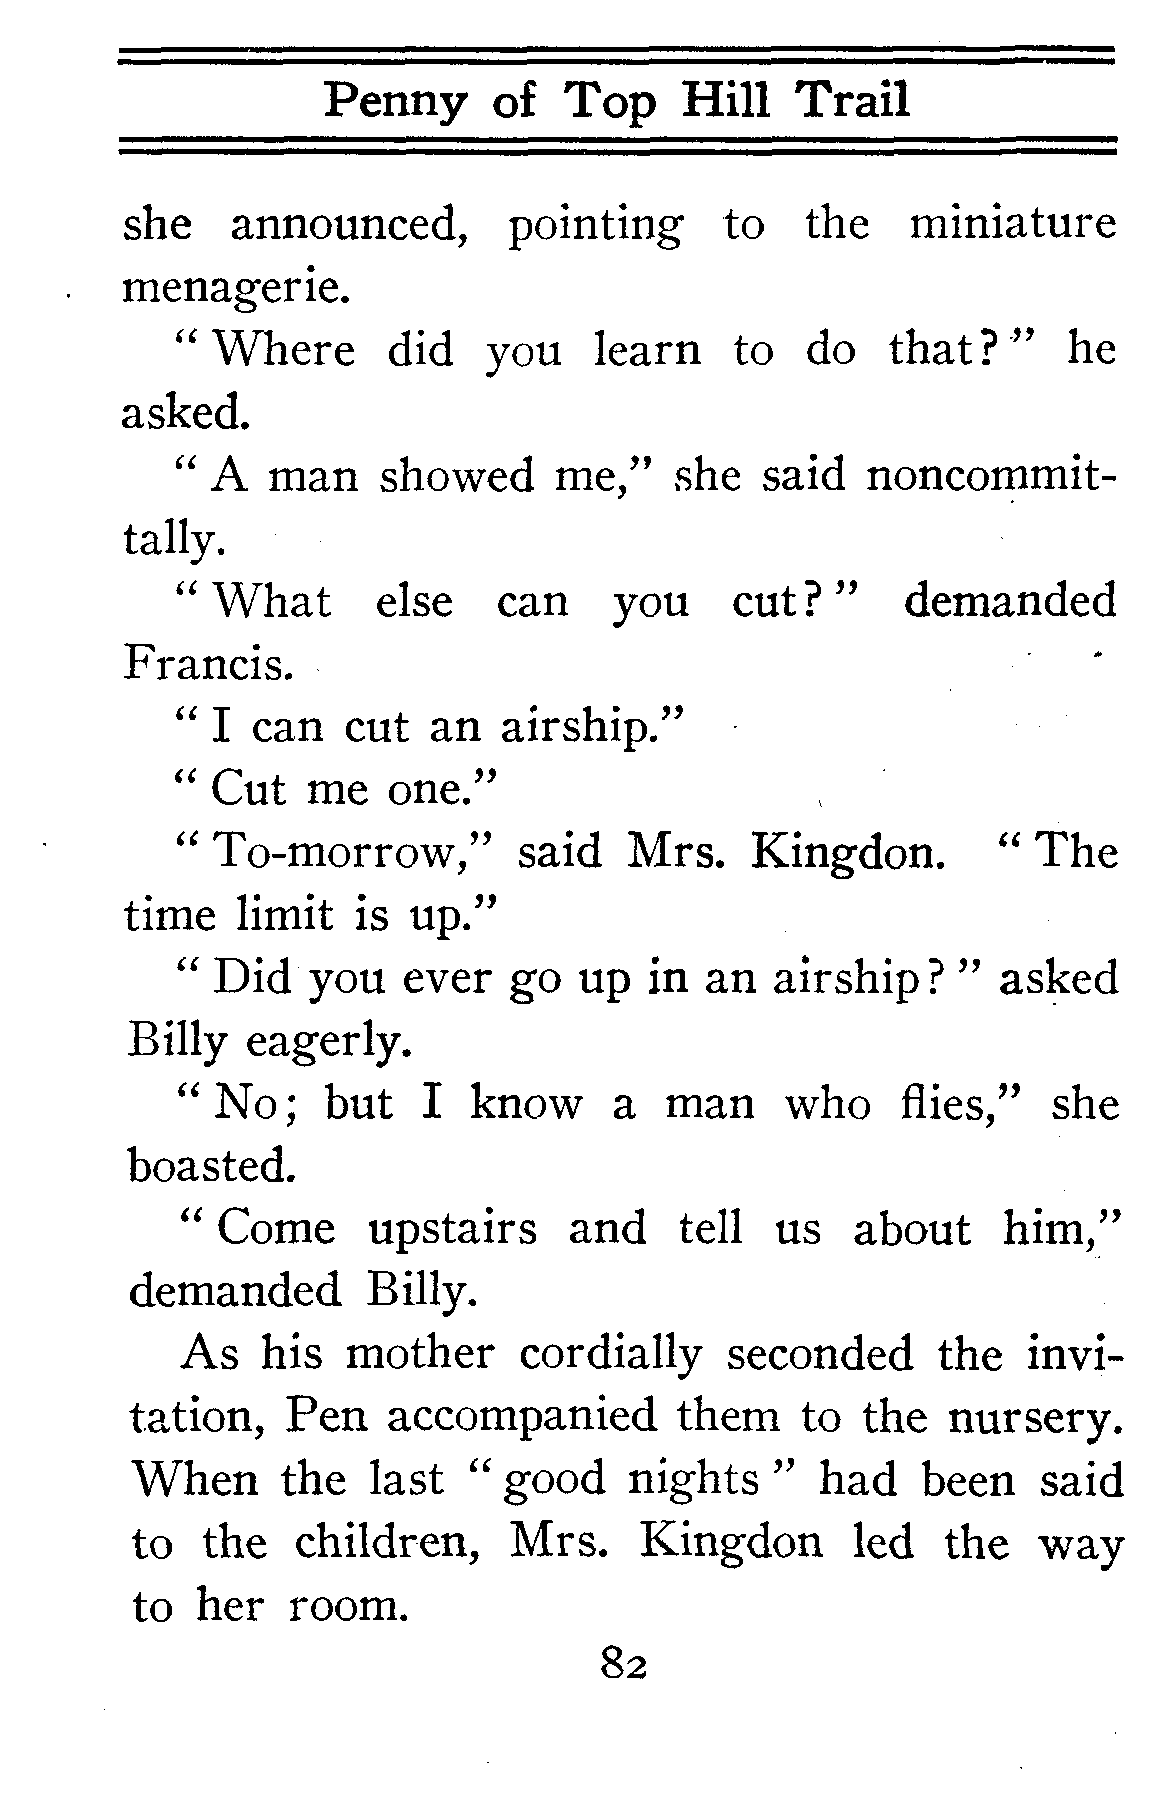 Penny of Top Hill Trail
she announced, pointing to the miniature
menagerie.
“ Where did you learn to do that? ” he
asked.
“ A man showed me,” she said noncommit-
tally.
“ What else can you cut? ” demanded
Francis.
“ I can cut an airship.”
“ Cut me one.”
“ To-morrow,” said Mrs. Kingdon. “ The
time limit is up.”
“ Did you ever go up in an airship? ” asked
Billy eagerly.
“ No; but I know a man who flies,” she
boasted.
“ Come upstairs and tell us about him,”
demanded Billy.
As his mother cordially seconded the invi-
tation, Pen accompanied them to the nursery.
When the last “ good nights ” had been said
to the children, Mrs. Kingdon led the way
to her room.
82